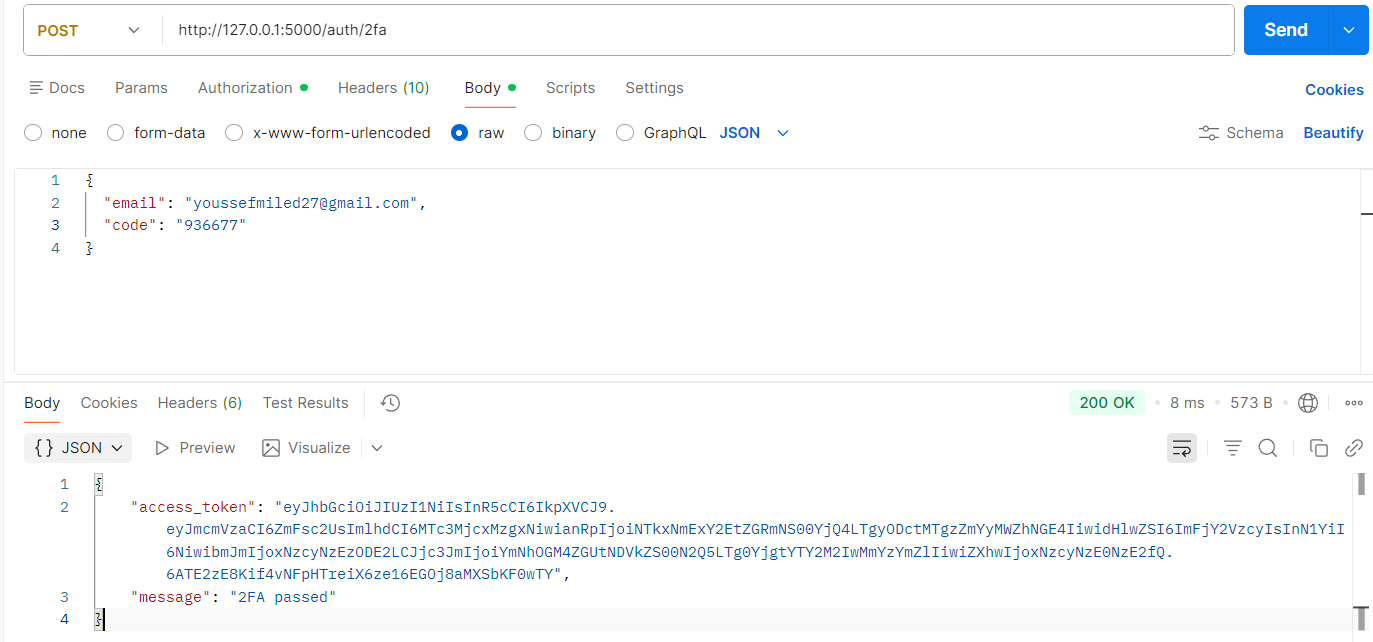 POST http://127.0.0.1:5000/auth/2fa Send
Docs Params Authorization Headers (10) Body Scripts Settings Cookies
none form-data x-www-form-urlencoded raw binary GraphQL JSON Schema Beautify
1 {
2 "email": "youssefmiled27@gmail.com",
3 "code": "936677"
4 }
Body Cookies Headers (6) Test Results 200 OK 8 ms 573 B
{} JSON Preview Visualize
1 {
2 "access_token": "eyJhbGciOiJIUzI1NiIsInR5cCI6IkpXVCJ9.
eyJmcmVzaCI6ZmFsc2UsImlhdCI6MTc3MjcxMzgxNiwianRpIjoiNTkxNmExY2EtZGRmNS00YjQ4LTgyODctMTgzZmYyMWZhNGE4IiwidHlwZSI6ImFjY2VzcyIsInN1YiI
6NiwibmJmIjoxNzcyNzEzODE2LCJjc3JmIjoiYmNhOGM4ZGUtNDVkZS00N2Q5LTg0YjgtYTY2M2IwMmYzYmZlIiwiZXhwIjoxNzcyNzE0NzE2fQ.
6ATE2zE8Kif4vNFpHTreiX6ze16EGOj8aMXSbKF0wTY",
3 "message": "2FA passed"
4 }